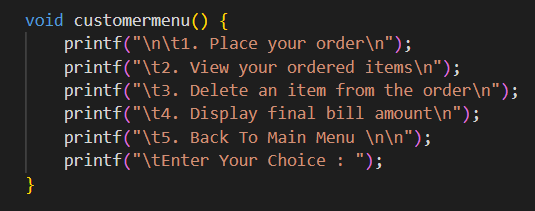 void customermenu() {
    printf("\n\t1. Place your order\n");
    printf("\t2. View your ordered items\n");
    printf("\t3. Delete an item from the order\n");
    printf("\t4. Display final bill amount\n");
    printf("\t5. Back To Main Menu \n\n");
    printf("\tEnter Your Choice : ");
}